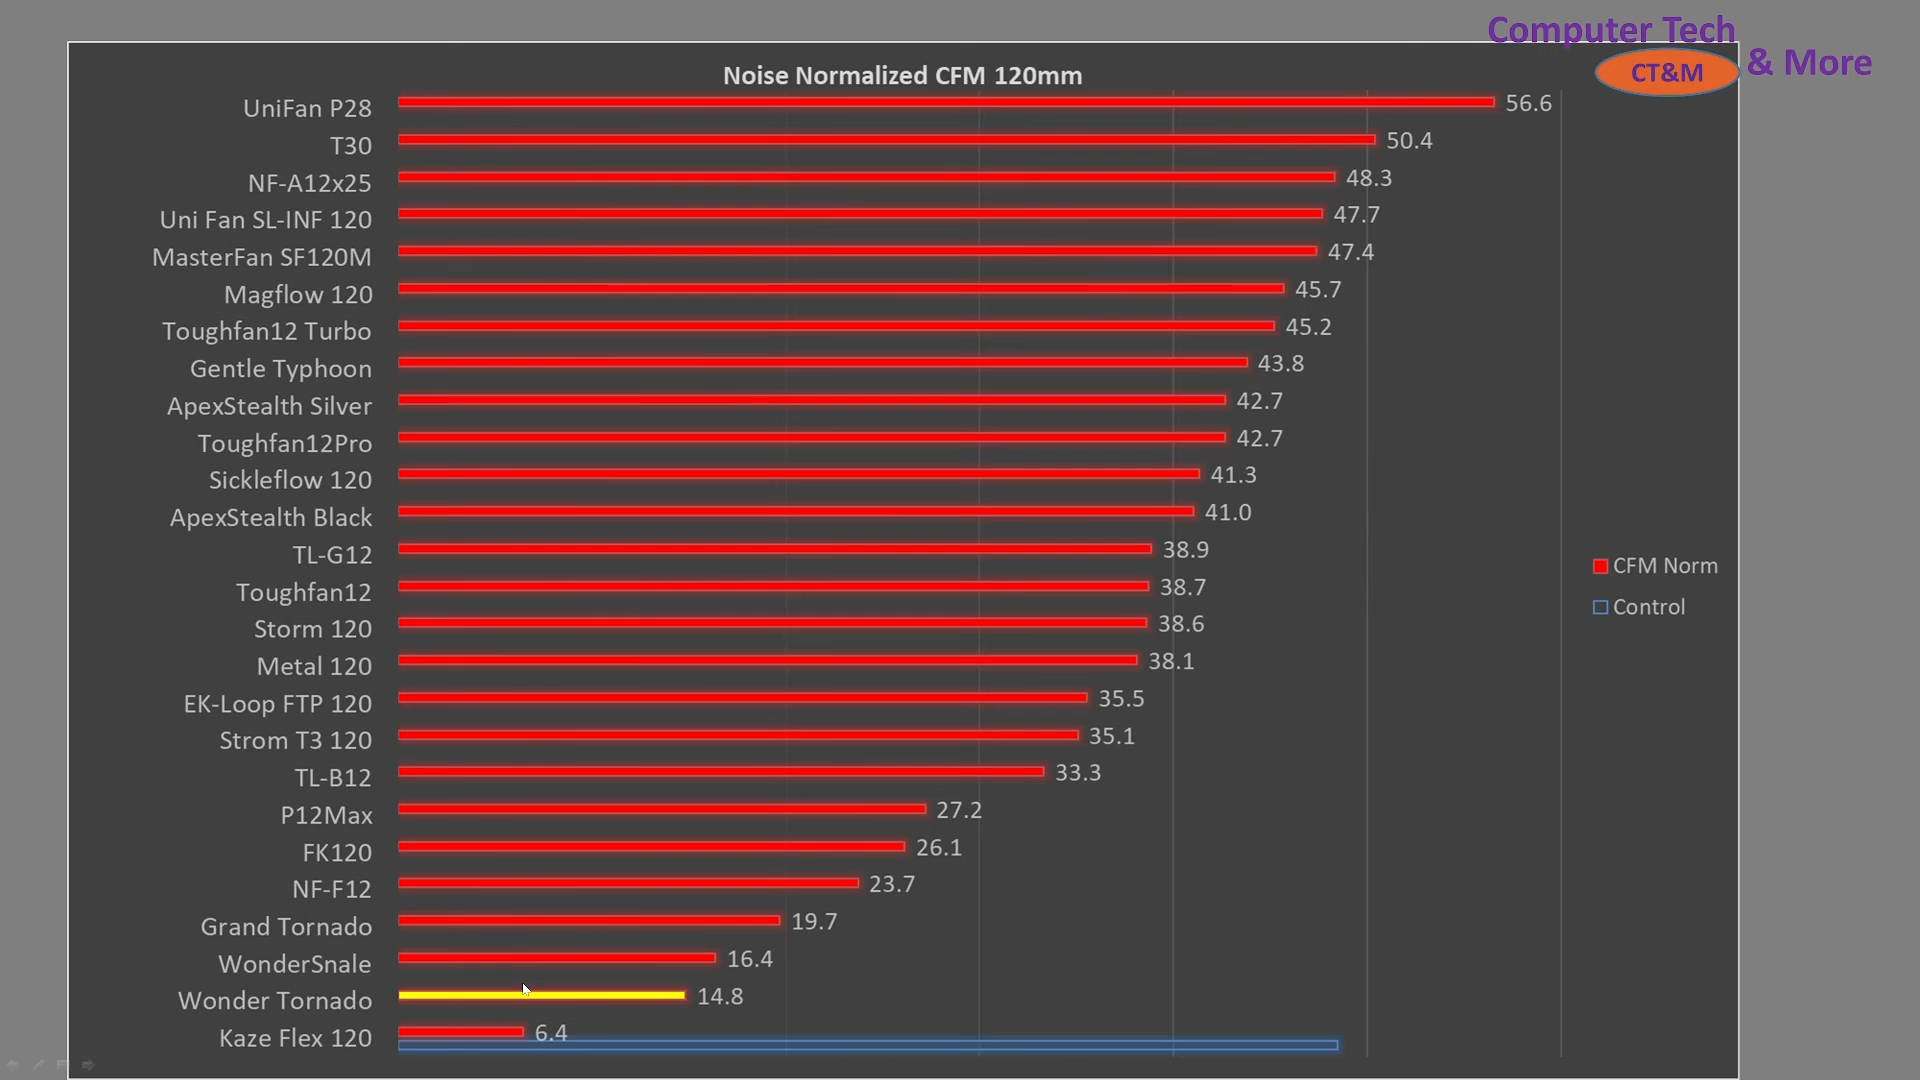 Computer Tech
CT&M & More
Noise Normalized CFM 120mm
UniFan P28 56.6
T30 50.4
NF-A12x25 48.3
Uni Fan SL-INF 120 47.7
MasterFan SF120M 47.4
Magflow 120 45.7
Toughfan12 Turbo 45.2
Gentle Typhoon 43.8
ApexStealth Silver 42.7
Toughfan12Pro 42.7
Sickleflow 120 41.3
ApexStealth Black 41.0
TL-G12 38.9
Toughfan12 38.7
Storm 120 38.6
Metal 120 38.1
EK-Loop FTP 120 35.5
Strom T3 120 35.1
TL-B12 33.3
P12Max 27.2
FK120 26.1
NF-F12 23.7
Grand Tornado 19.7
WonderSnale 16.4
Wonder Tornado 14.8
Kaze Flex 120 6.4
CFM Norm
Control